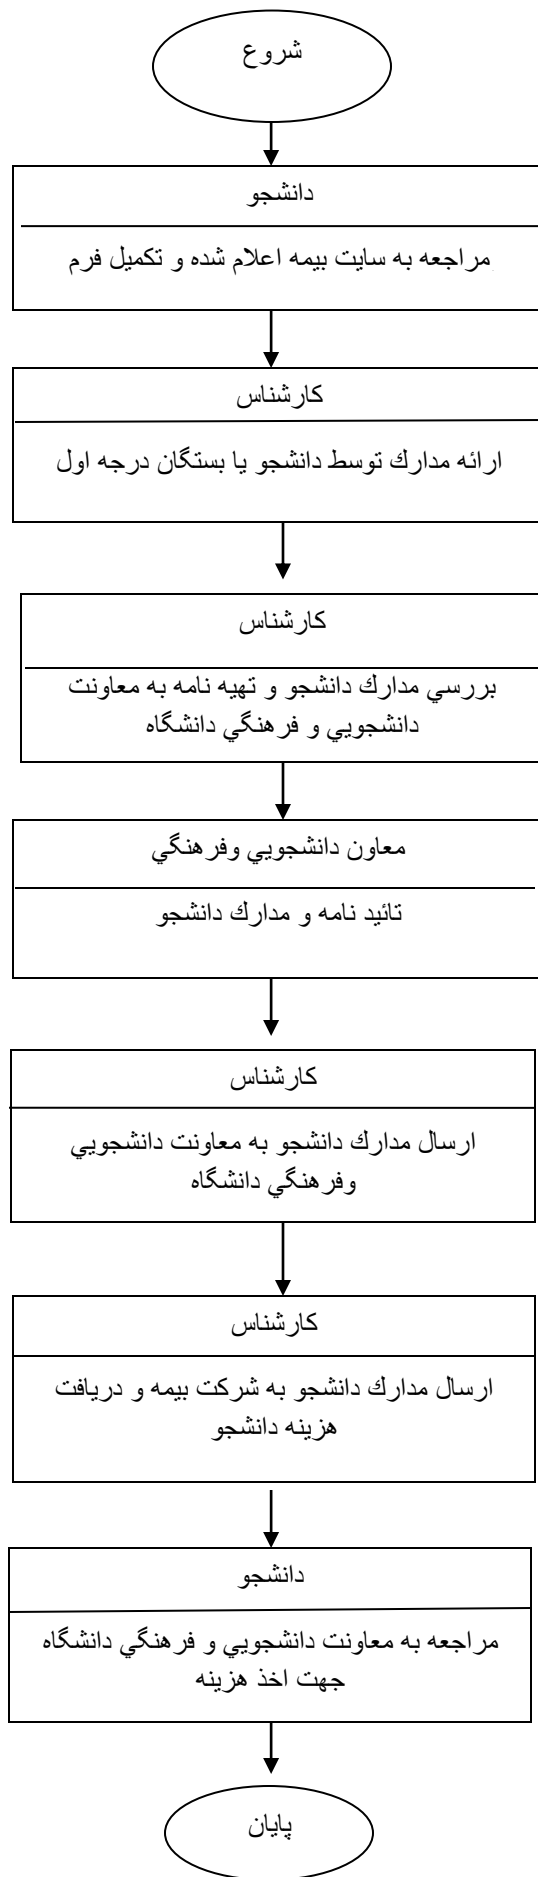 شروع
دانشجو
مراجعه به سايت بيمه اعلام شده و تكميل فرم
كارشناس
ارائه مدارك توسط دانشجو يا بستگان درجه اول
كارشناس
بررسي مدارك دانشجو و تهيه نامه به معاونت
دانشجويي و فرهنگي دانشگاه
معاون دانشجويي وفرهنگي
تائيد نامه و مدارك دانشجو
كارشناس
ارسال مدارك دانشجو به معاونت دانشجويي
وفرهنگي دانشگاه
كارشناس
ارسال مدارك دانشجو به شركت بيمه و دريافت
هزينه دانشجو
دانشجو
مراجعه به معاونت دانشجويي و فرهنگي دانشگاه
جهت اخذ هزينه
پايان